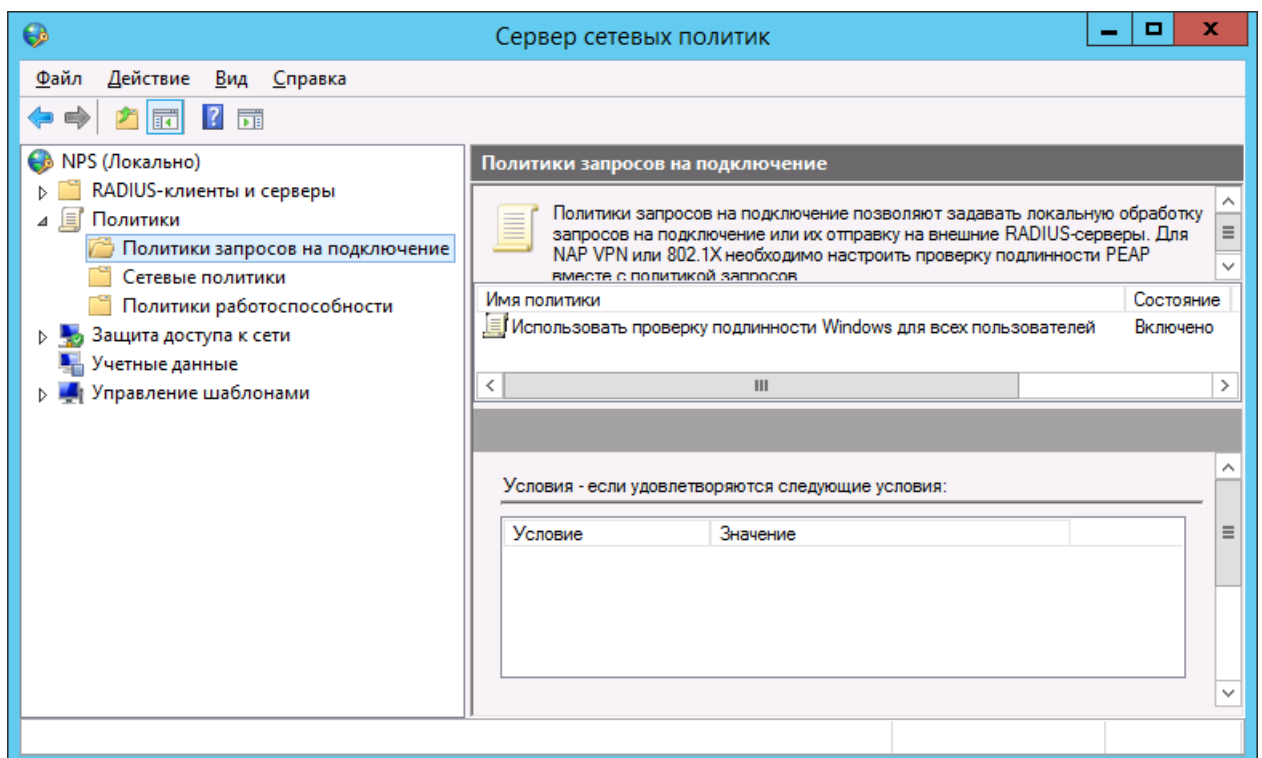 Сервер сетевых политик
Файл Действие Вид Справка
NPS (Локально)
RADIUS-клиенты и серверы
Политики
Политики запросов на подключение
Сетевые политики
Политики работоспособности
Защита доступа к сети
Учетные данные
Управление шаблонами
Политики запросов на подключение
Политики запросов на подключение позволяют задавать локальную обработку
запросов на подключение или их отправку на внешние RADIUS-серверы. Для
NAP VPN или 802.1X необходимо настроить проверку подлинности PEAP
вместе с политикой запросов
Имя политики Состояние
Использовать проверку подлинности Windows для всех пользователей Включено
Условия - если удовлетворяются следующие условия:
Условие Значение